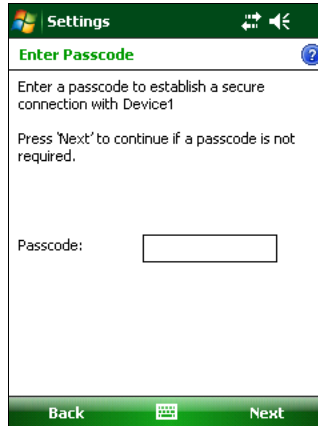 Settings
Enter Passcode
?
Enter a passcode to establish a secure
connection with Device1
Press 'Next' to continue if a passcode is not
required.
Passcode:
Back
Next